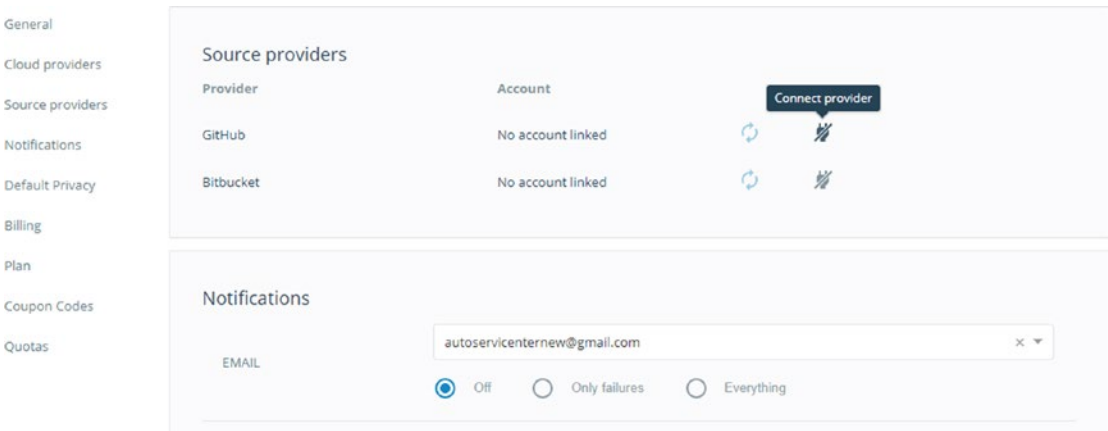 General
Cloud providers
Source providers
Notifications
Default Privacy
Billing
Plan
Coupon Codes
Quotas
Source providers
Provider Account
Connect provider
GitHub No account linked
Bitbucket No account linked
Notifications
EMAIL
autoservicenternew@gmail.com
Off Only failures Everything